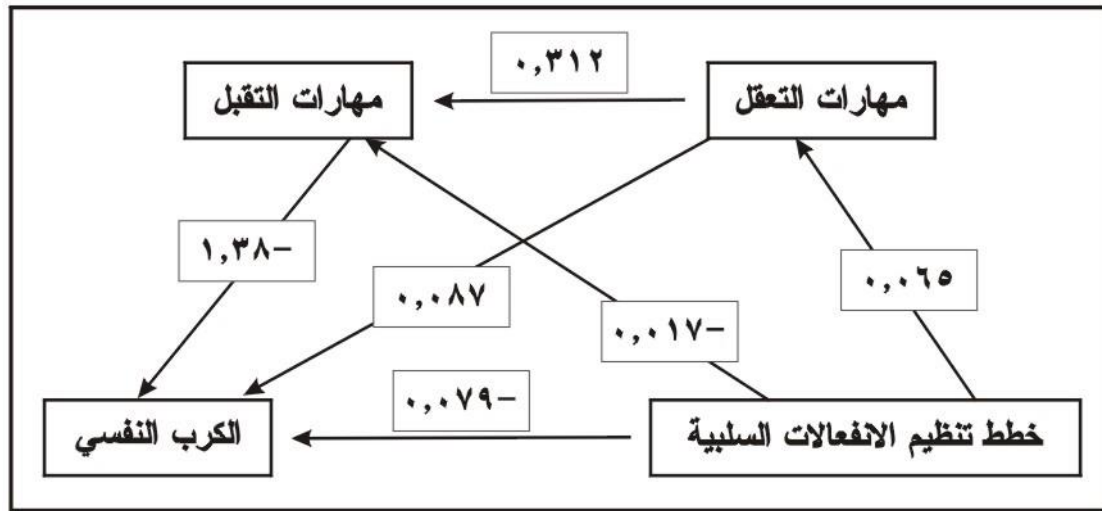 ٠,٣١٢
مهارات التعقل
مهارات التقبل
-١,٣٨
٠,٠٨٧
٠,٠٦٥
-٠,٠١٧
-٠,٠٧٩
خطط تنظيم الانفعالات السلبية
الكرب النفسي